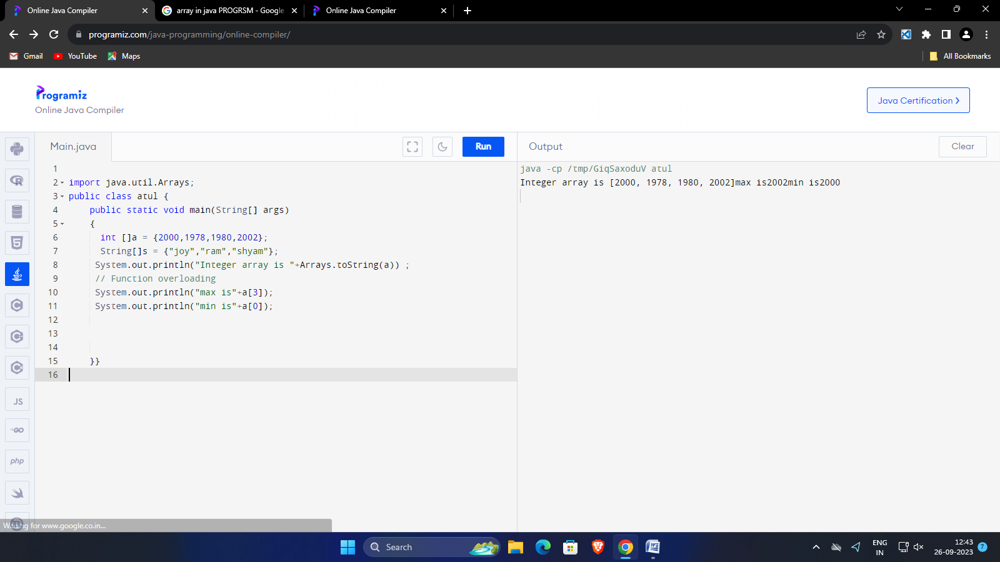 Online Java Compiler
array in java PROGRSM - Google
Online Java Compiler
programiz.com/java-programming/online-compiler/
Gmail
YouTube
Maps
All Bookmarks
Programiz
Online Java Compiler
Java Certification ›
Main.java
Run
Output
Clear
1
2 import java.util.Arrays;
3 public class atul {
4 public static void main(String[] args)
5 {
6 int []a = {2000,1978,1980,2002};
7 String[]s = {"joy","ram","shyam"};
8 System.out.println("Integer array is "+Arrays.toString(a)) ;
9 // Function overloading
10 System.out.println("max is"+a[3]);
11 System.out.println("min is"+a[0]);
12
13
14
15 }}
16
java -cp /tmp/GiqSaxoduV atul
Integer array is [2000, 1978, 1980, 2002]max is2002min is2000
R
5
C
C
C
JS
GO
php
Waiting for www.google.co.in...
Search
W
ENG
IN
12:43
26-09-2023
7